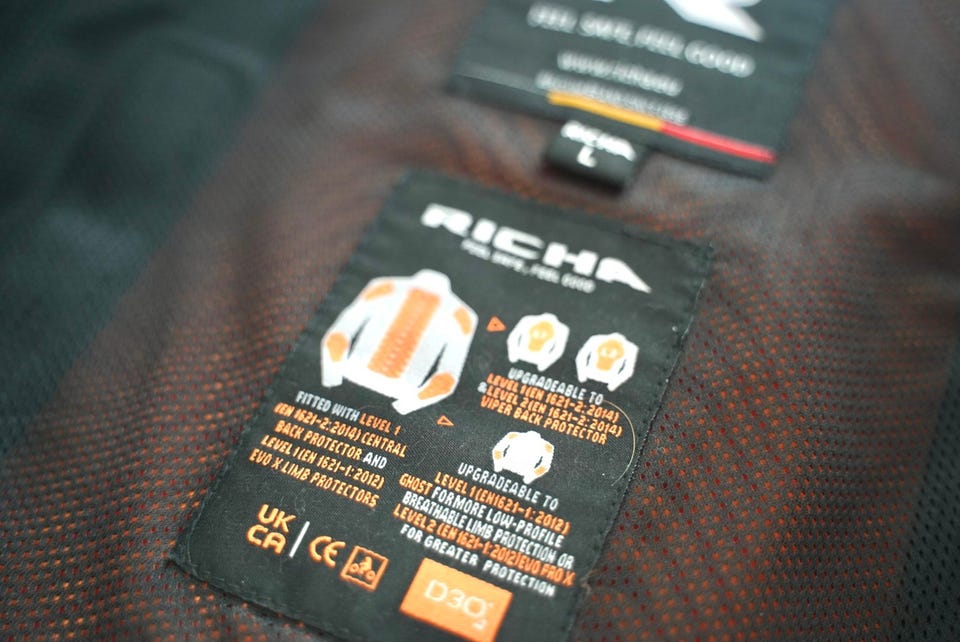 FEEL SAFE, FEEL GOOD
RICHA
L
RICHA
FEEL SAFE, FEEL GOOD
UPGRADEABLE TO
LEVEL 1 (EN 1621-2:2014)
& LEVEL 2 (EN 1621-2:2014)
VIPER BACK PROTECTOR
FITTED WITH LEVEL 1
(EN 1621-2:2014) CENTRAL
BACK PROTECTOR AND
LEVEL 1 (EN 1621-1:2012)
EVO X LIMB PROTECTORS
UPGRADEABLE TO
LEVEL 1 (EN1621-1:2012)
GHOST FOR MORE LOW-PROFILE
BREATHABLE LIMB PROTECTION OR
LEVEL 2 (EN 1621-1:2012) EVO PRO X
FOR GREATER PROTECTION
UK
CA
CE
D3O